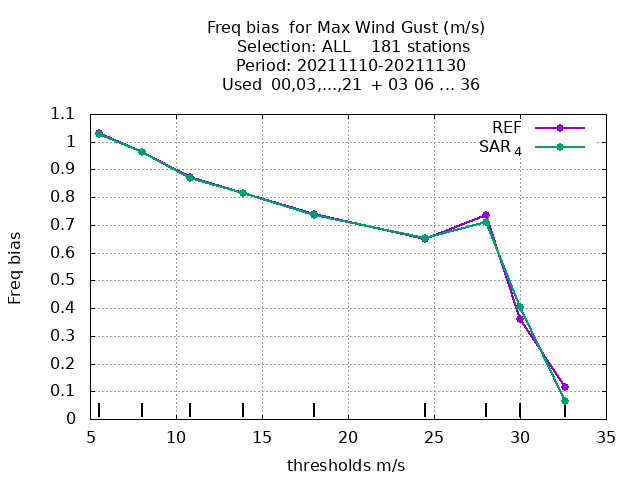 Freq bias  for Max Wind Gust (m/s)
Selection: ALL    181 stations
Period: 20211110-20211130
Used  00,03,...,21  + 03 06 ... 36
REF
SAR 4
1.1
1
0.9
0.8
0.7
0.6
0.5
0.4
0.3
0.2
0.1
0
Freq bias
5 10 15 20 25 30 35
thresholds m/s